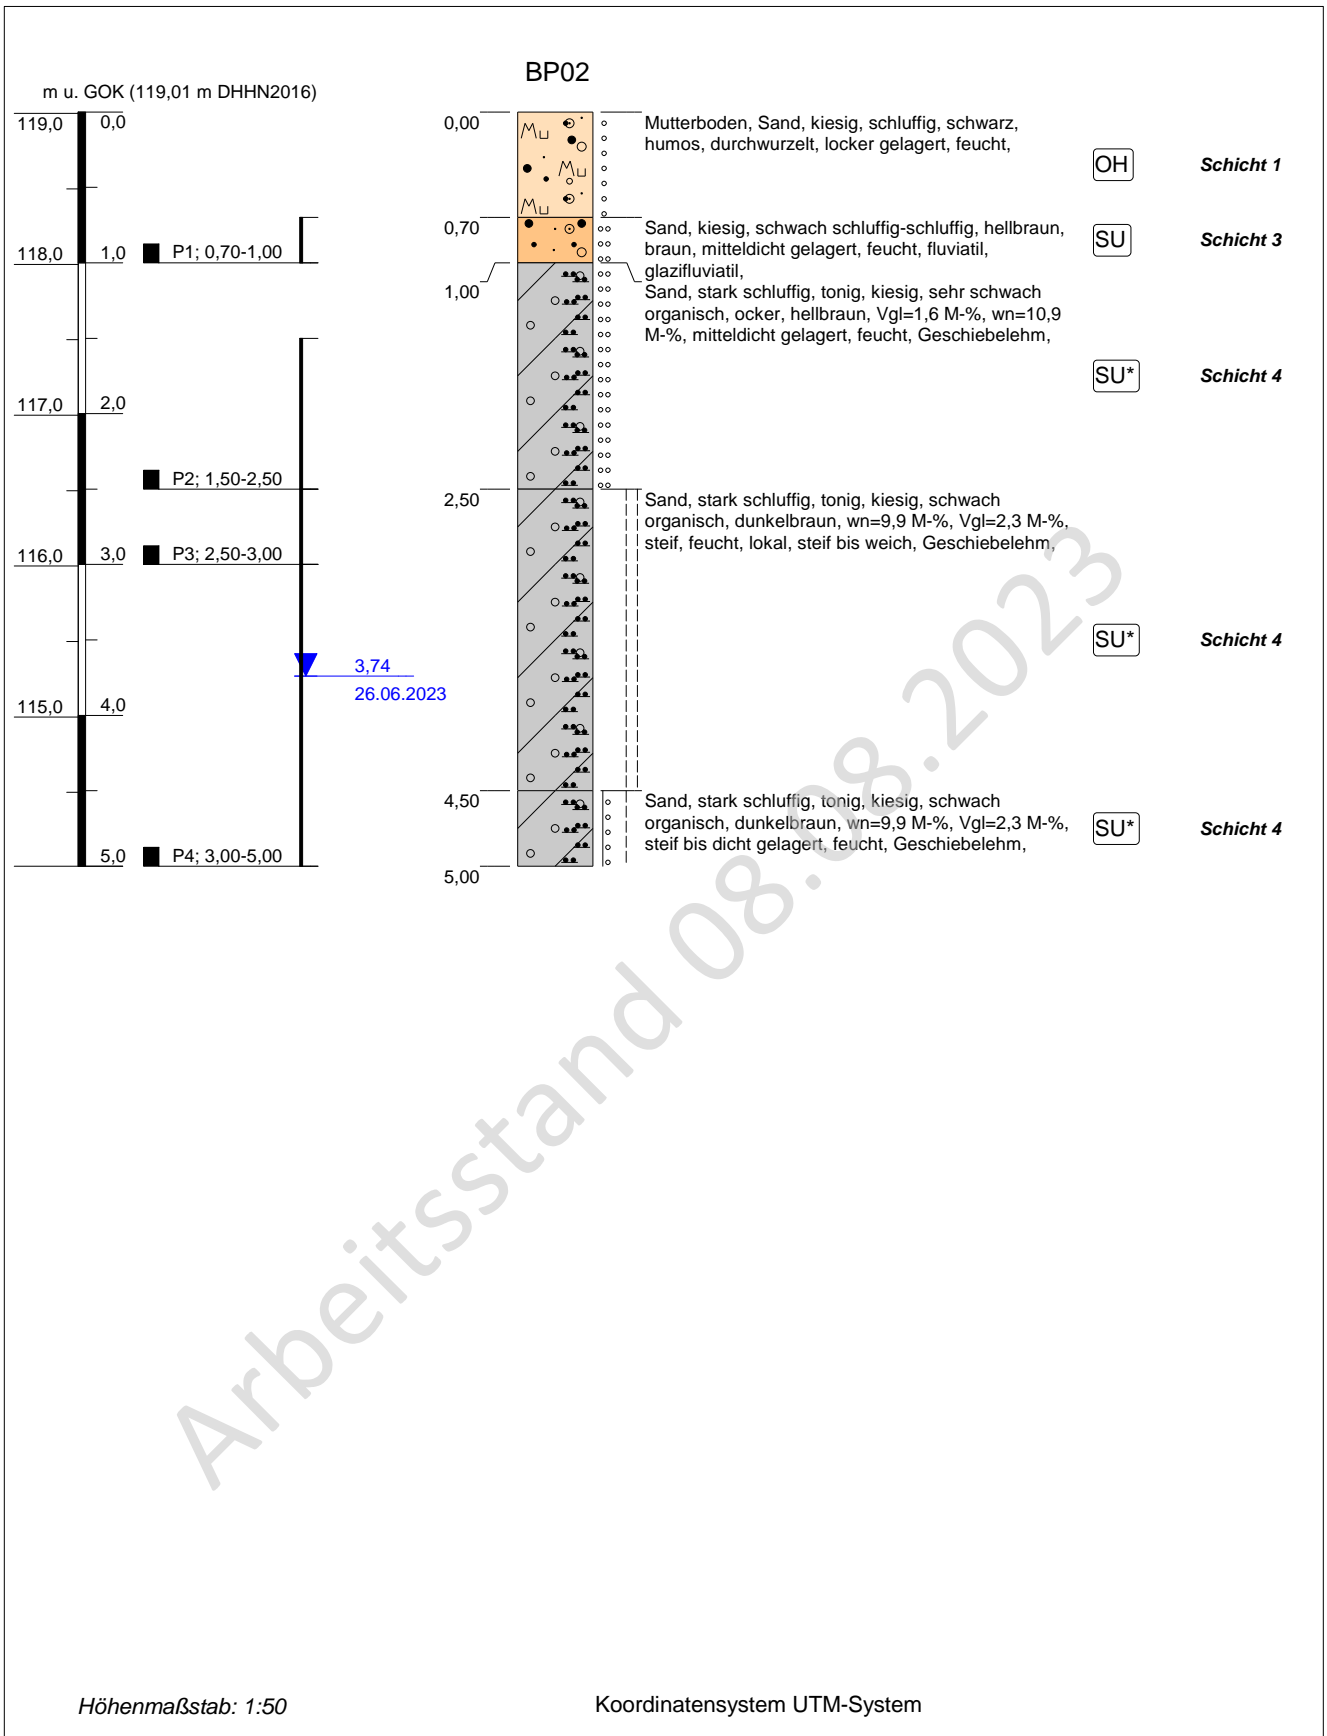 BP02
m u. GOK (119,01 m DHHN2016)
119,0 0,0
118,0 1,0
117,0 2,0
116,0 3,0
115,0 4,0
5,0
P1; 0,70-1,00
P2; 1,50-2,50
P3; 2,50-3,00
P4; 3,00-5,00
3,74
26.06.2023
0,00
Mutterboden, Sand, kiesig, schluffig, schwarz,
humos, durchwurzelt, locker gelagert, feucht,
OH Schicht 1
Mu
Mu
Mu
0,70
Sand, kiesig, schwach schluffig-schluffig, hellbraun,
braun, mitteldicht gelagert, feucht, fluviatil,
glazifluviatil,
SU Schicht 3
1,00
Sand, stark schluffig, tonig, kiesig, sehr schwach
organisch, ocker, hellbraun, Vgl=1,6 M-%, wn=10,9
M-%, mitteldicht gelagert, feucht, Geschiebelehm,
SU* Schicht 4
2,50
Sand, stark schluffig, tonig, kiesig, schwach
organisch, dunkelbraun, wn=9,9 M-%, Vgl=2,3 M-%,
steif, feucht, lokal, steif bis weich, Geschiebelehm,
SU* Schicht 4
4,50
Sand, stark schluffig, tonig, kiesig, schwach
organisch, dunkelbraun, wn=9,9 M-%, Vgl=2,3 M-%,
steif bis dicht gelagert, feucht, Geschiebelehm,
SU* Schicht 4
5,00
Arbeitsstand 08.08.2023
Höhenmaßstab: 1:50
Koordinatensystem UTM-System